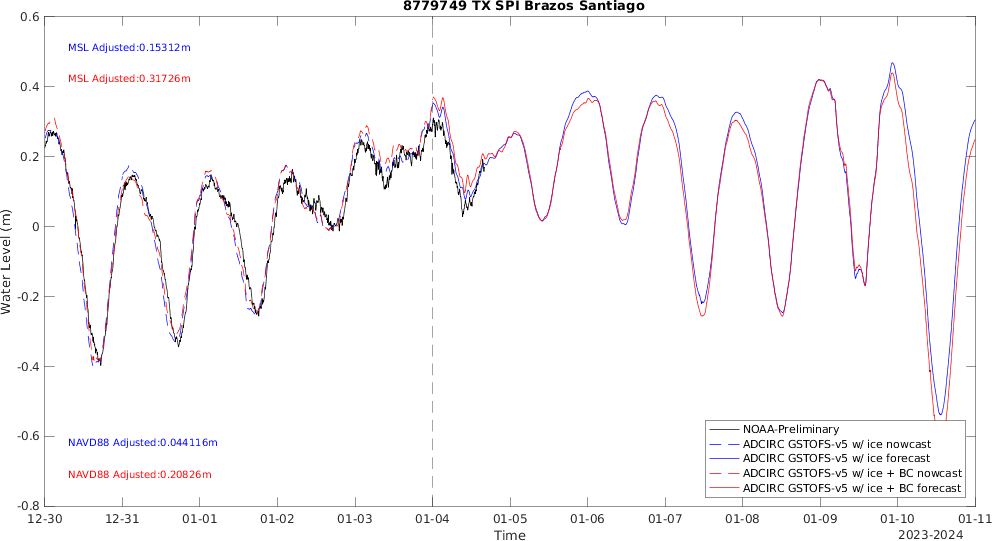 8779749 TX SPI Brazos Santiago
0.6
0.4
0.2
0
-0.2
-0.4
-0.6
-0.8
Water Level (m)
MSL Adjusted:0.15312m
MSL Adjusted:0.31726m
NAVD88 Adjusted:0.044116m
NAVD88 Adjusted:0.20826m
NOAA-Preliminary
ADCIRC GSTOFS-v5 w/ ice nowcast
ADCIRC GSTOFS-v5 w/ ice forecast
ADCIRC GSTOFS-v5 w/ ice + BC nowcast
ADCIRC GSTOFS-v5 w/ ice + BC forecast
12-30 12-31 01-01 01-02 01-03 01-04 01-05 01-06 01-07 01-08 01-09 01-10 01-11
Time
2023-2024